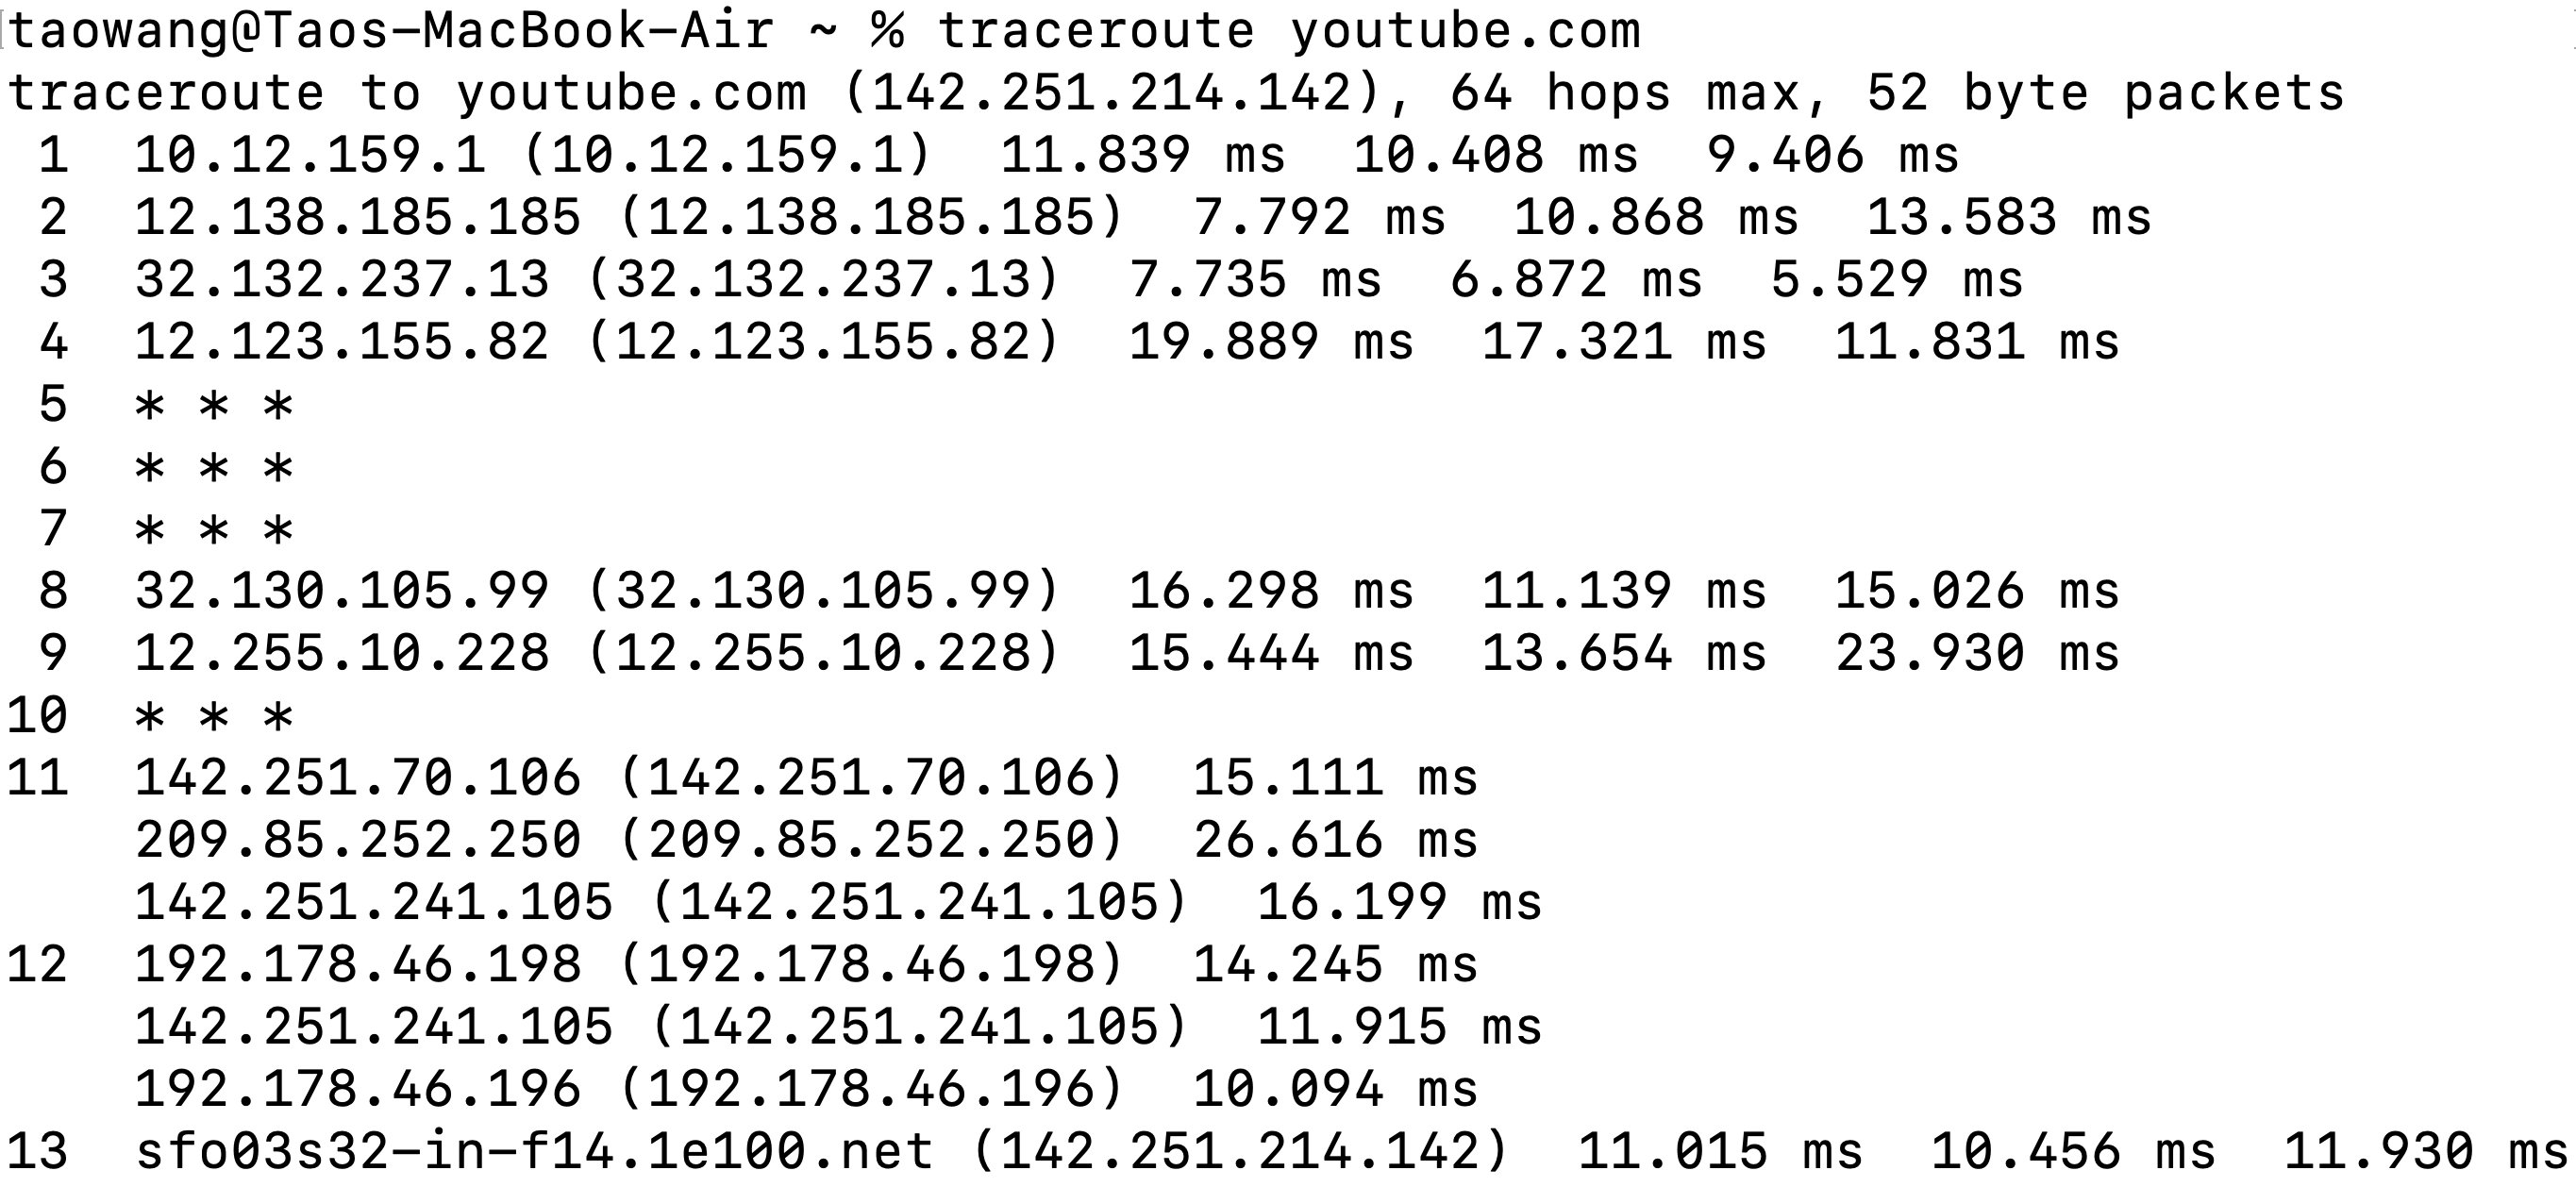 taowang@Taos-MacBook-Air ~ % traceroute youtube.com
traceroute to youtube.com (142.251.214.142), 64 hops max, 52 byte packets
 1  10.12.159.1 (10.12.159.1)  11.839 ms  10.408 ms  9.406 ms
 2  12.138.185.185 (12.138.185.185)  7.792 ms  10.868 ms  13.583 ms
 3  32.132.237.13 (32.132.237.13)  7.735 ms  6.872 ms  5.529 ms
 4  12.123.155.82 (12.123.155.82)  19.889 ms  17.321 ms  11.831 ms
 5  * * *
 6  * * *
 7  * * *
 8  32.130.105.99 (32.130.105.99)  16.298 ms  11.139 ms  15.026 ms
 9  12.255.10.228 (12.255.10.228)  15.444 ms  13.654 ms  23.930 ms
10  * * *
11  142.251.70.106 (142.251.70.106)  15.111 ms
    209.85.252.250 (209.85.252.250)  26.616 ms
    142.251.241.105 (142.251.241.105)  16.199 ms
12  192.178.46.198 (192.178.46.198)  14.245 ms
    142.251.241.105 (142.251.241.105)  11.915 ms
    192.178.46.196 (192.178.46.196)  10.094 ms
13  sfo03s32-in-f14.1e100.net (142.251.214.142)  11.015 ms  10.456 ms  11.930 ms